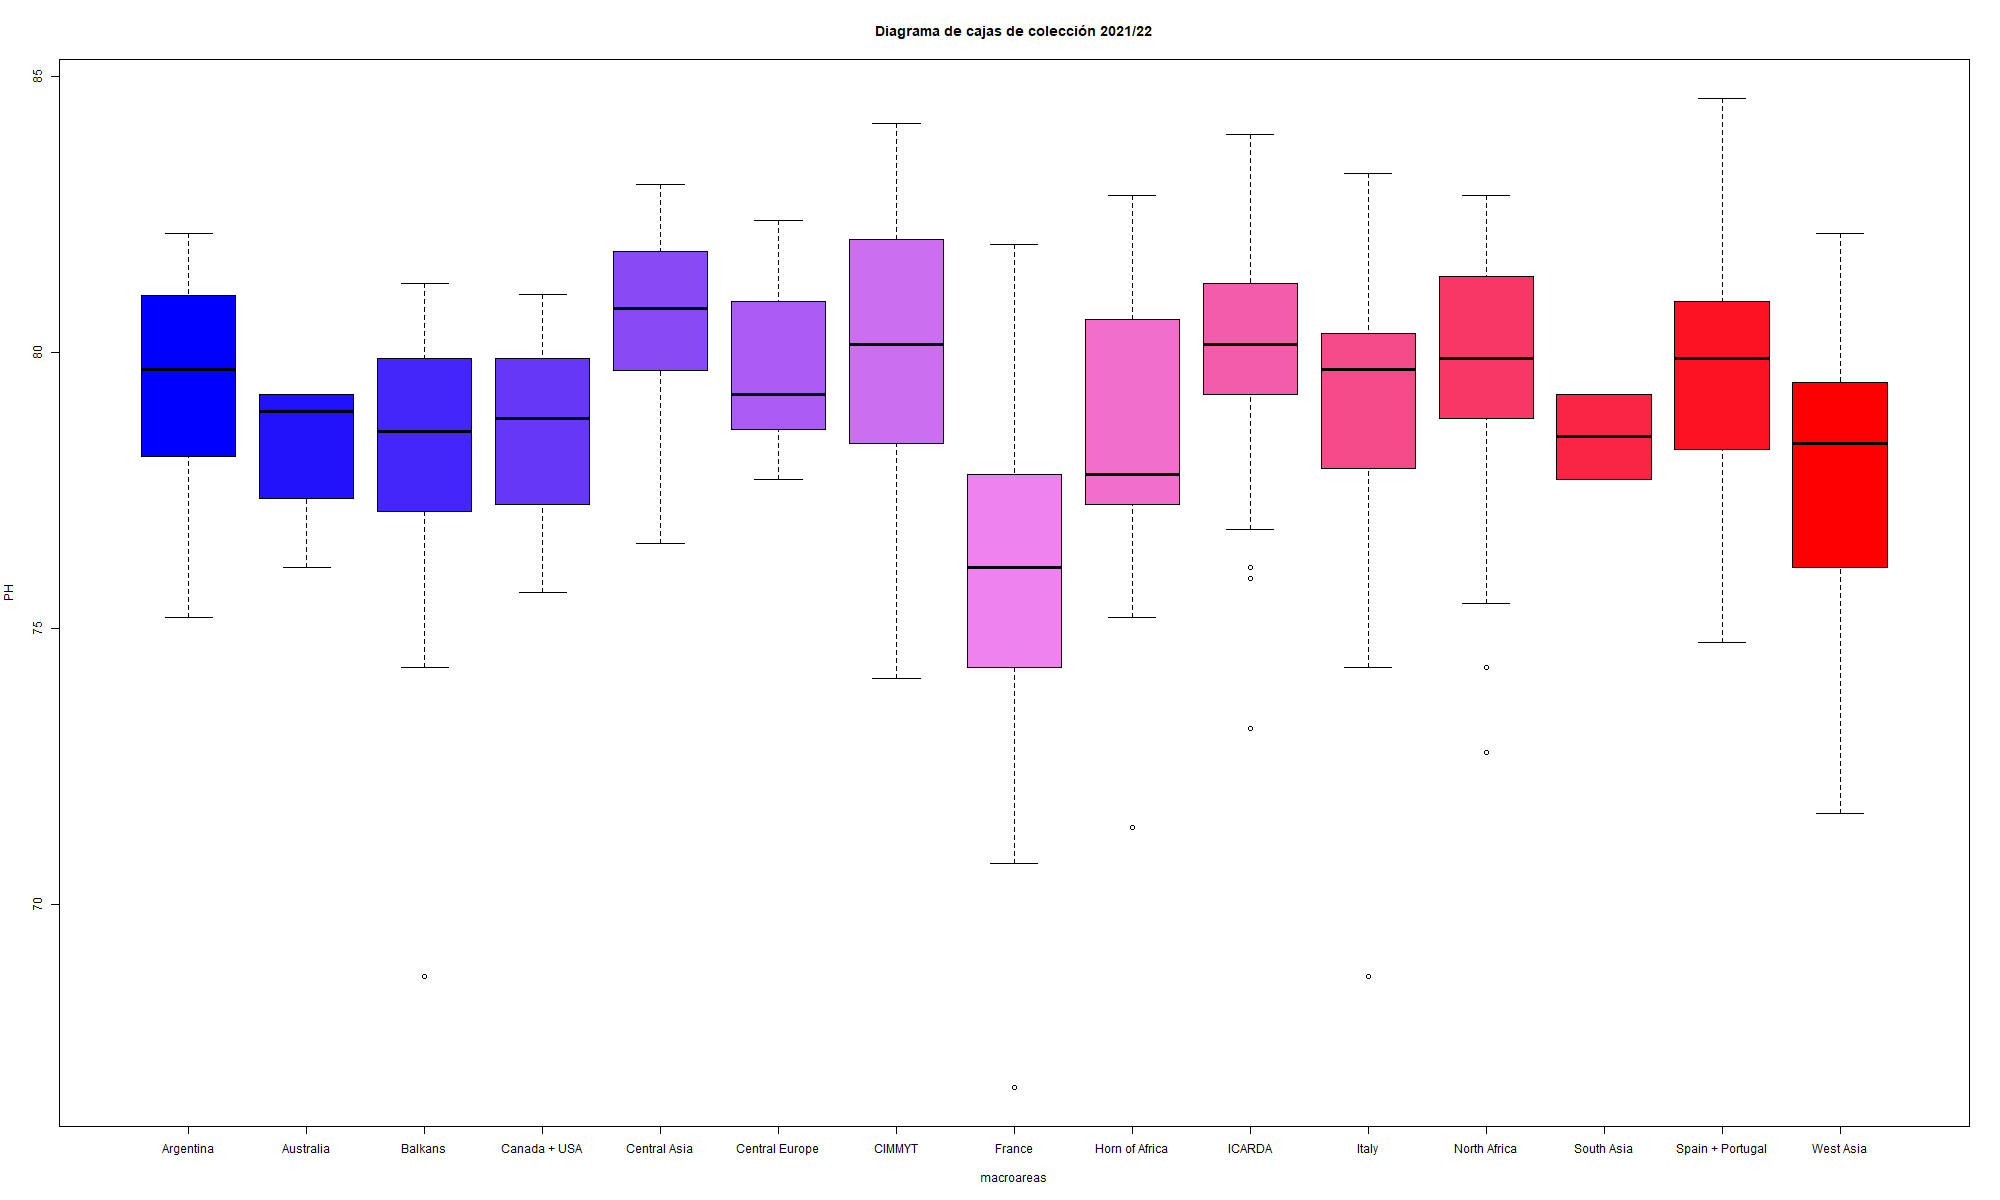 Diagrama de cajas de colección 2021/22
85
80
75
70
PH
Argentina Australia Balkans Canada + USA Central Asia Central Europe CIMMYT France Horn of Africa ICARDA Italy North Africa South Asia Spain + Portugal West Asia
macroareas